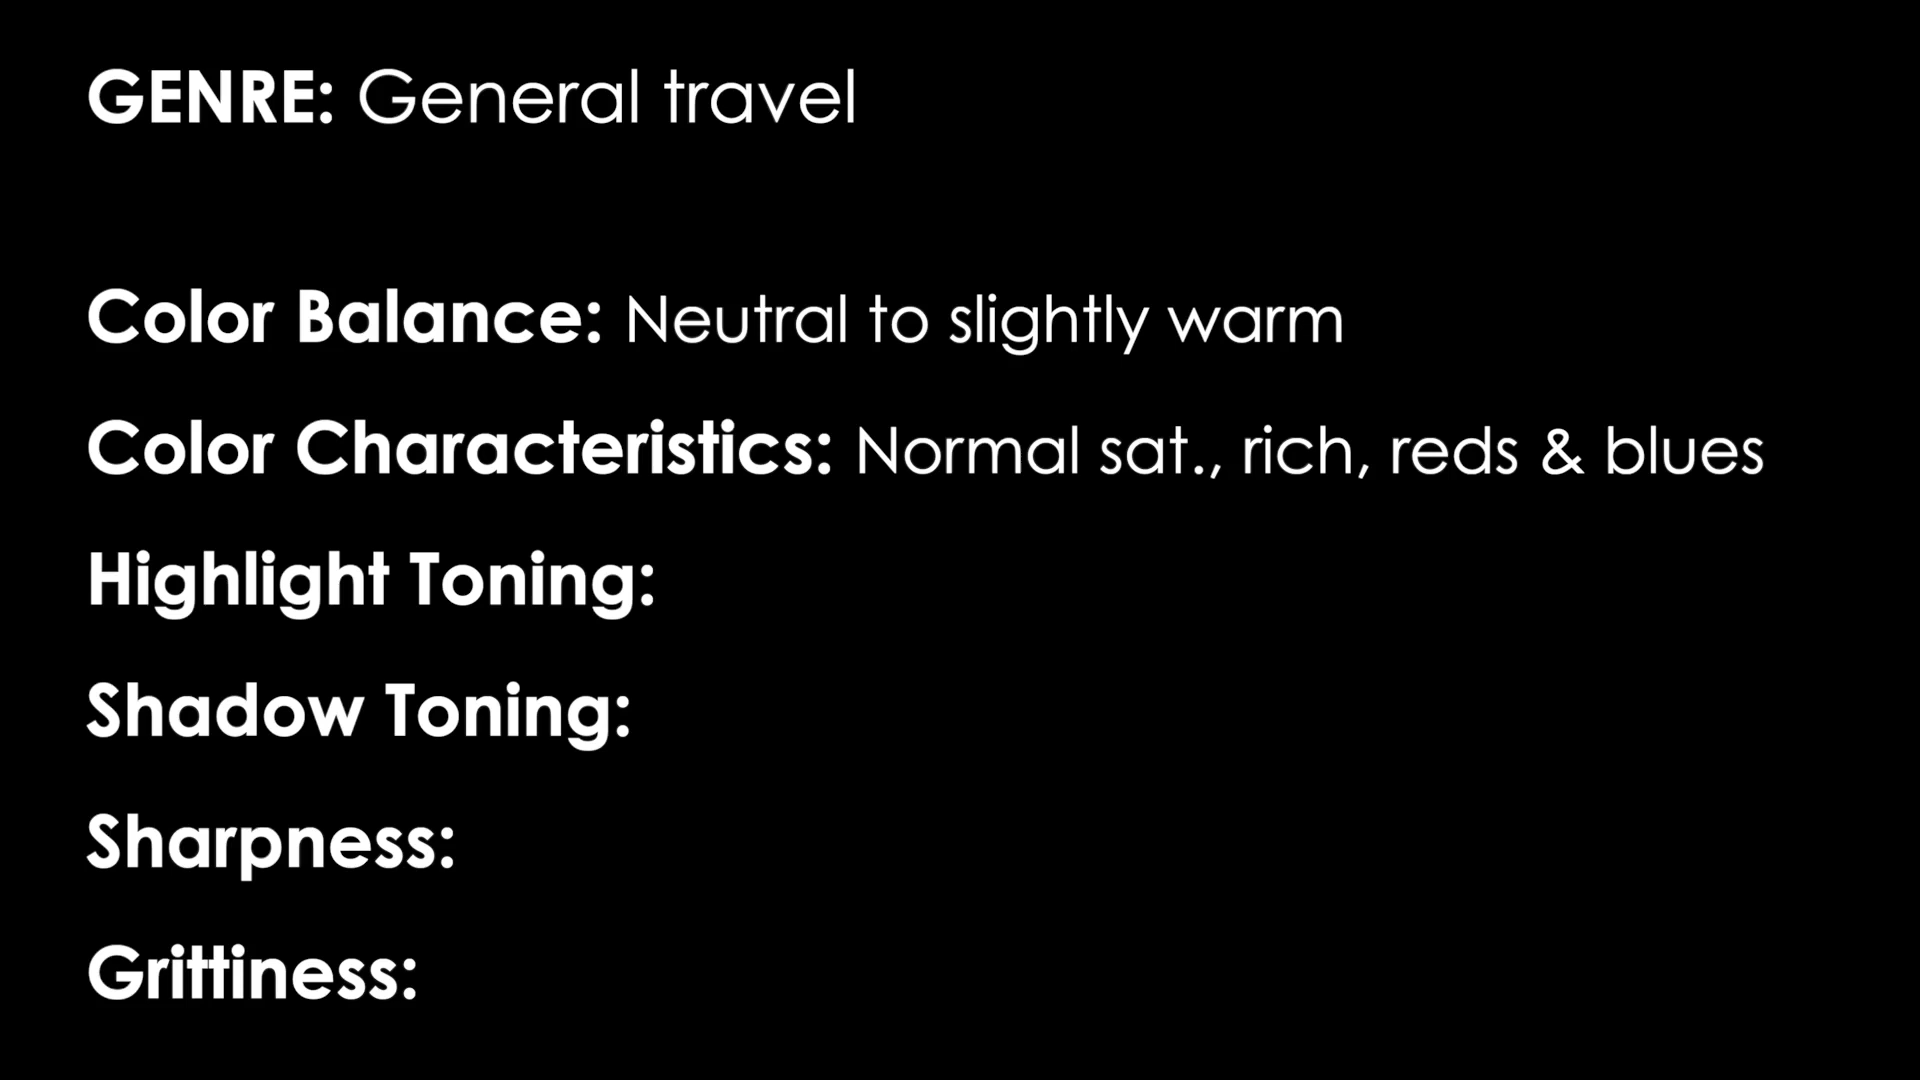 GENRE: General travel
Color Balance: Neutral to slightly warm
Color Characteristics: Normal sat., rich, reds & blues
Highlight Toning:
Shadow Toning:
Sharpness:
Grittiness: